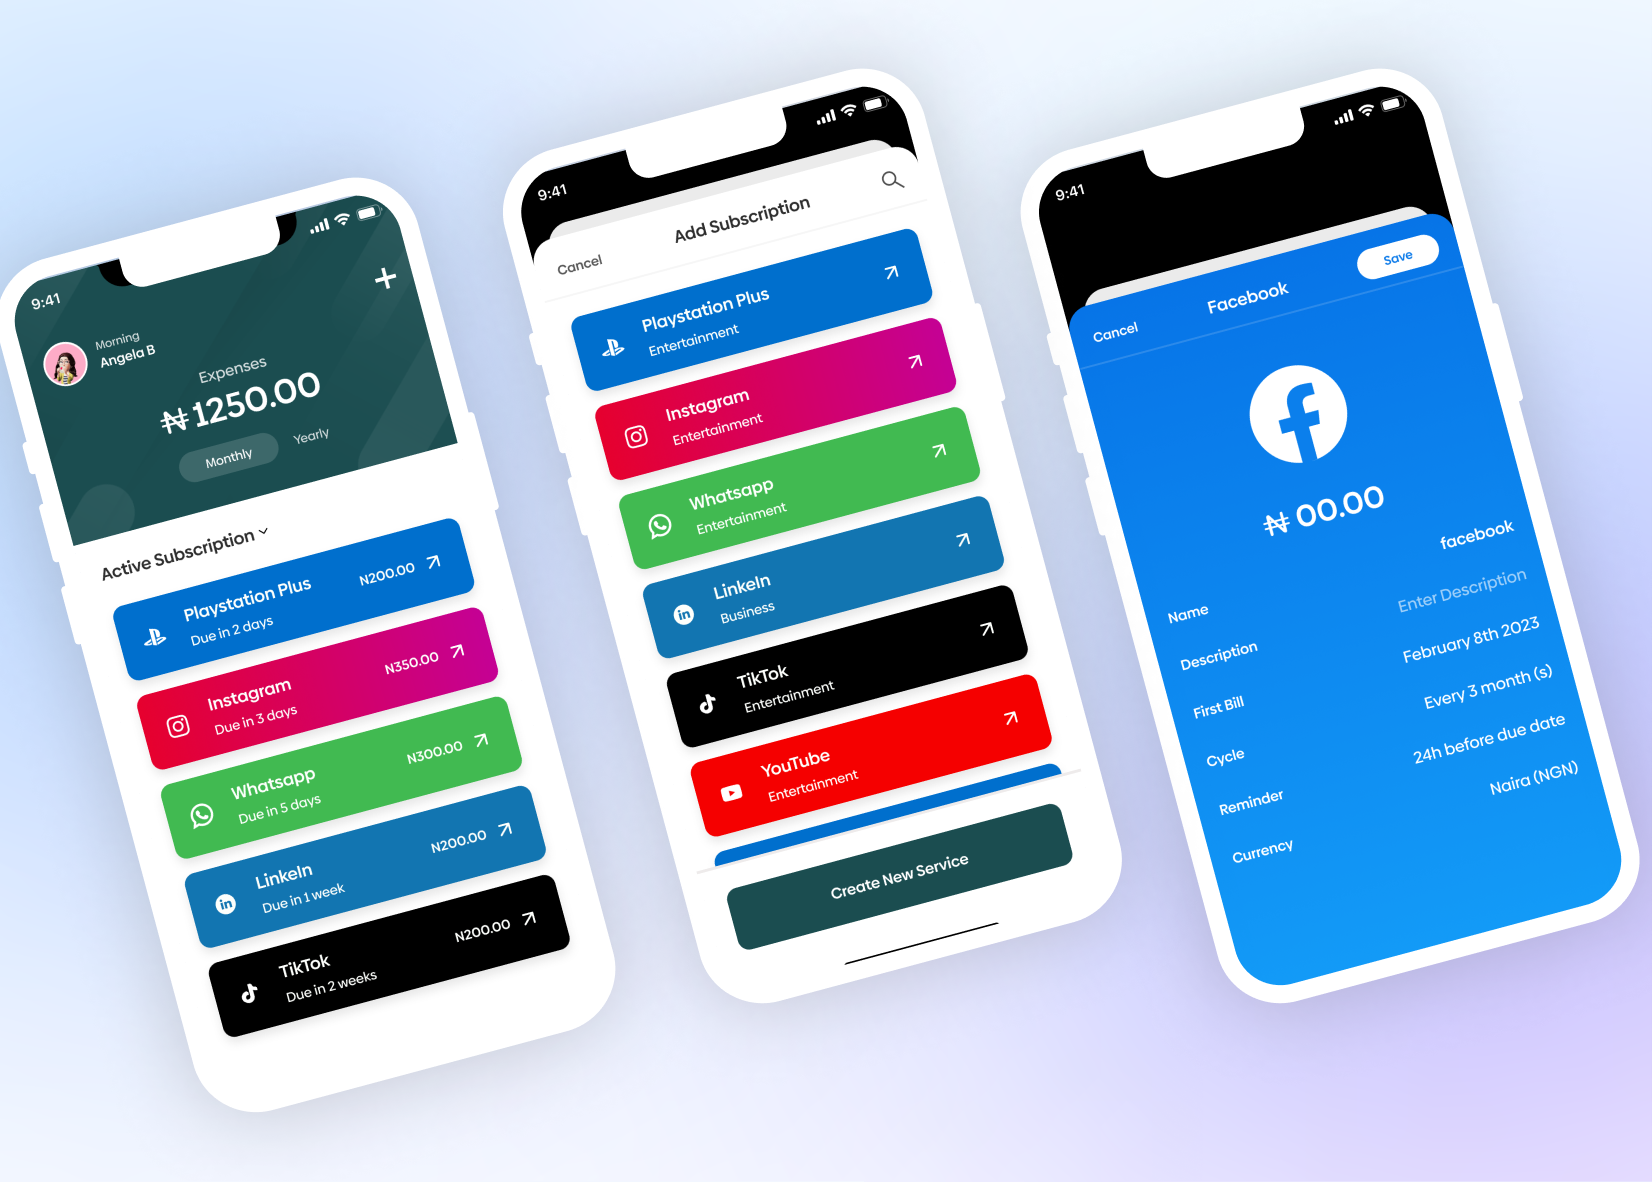 9:41
Morning
Angela B
Expenses
₦1250.00
Monthly
Yearly
Active Subscription
Playstation Plus
Due in 2 days
N200.00
Instagram
Due in 3 days
N350.00
Whatsapp
Due in 5 days
N300.00
LinkeIn
Due in 1 week
N200.00
TikTok
Due in 2 weeks
N200.00
9:41
Cancel
Add Subscription
Playstation Plus
Entertainment
Instagram
Entertainment
Whatsapp
Entertainment
LinkeIn
Business
TikTok
Entertainment
YouTube
Entertainment
Create New Service
9:41
Cancel
Facebook
Save
₦ 00.00
Name
facebook
Description
Enter Description
First Bill
February 8th 2023
Cycle
Every 3 month (s)
Reminder
24h before due date
Currency
Naira (NGN)